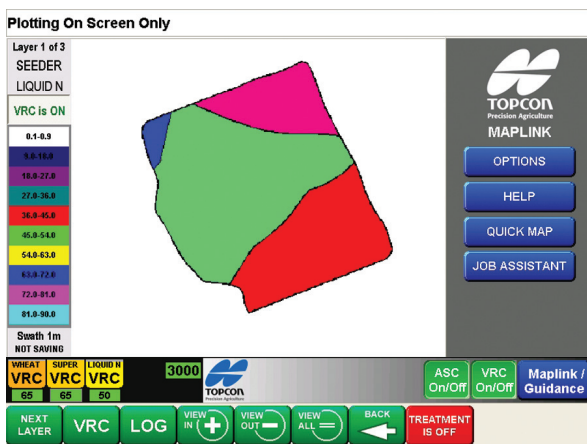 Plotting On Screen Only
Layer 1 of 3
SEEDER
LIQUID N
VRC is ON
0.1-0.9
9.0-18.0
18.0-27.0
27.0-36.0
36.0-45.0
45.0-54.0
54.0-63.0
63.0-72.0
72.0-81.0
81.0-90.0
Swath 1m
NOT SAVING
TOPCON
Precision Agriculture
MAPLINK
OPTIONS
HELP
QUICK MAP
JOB ASSISTANT
WHEAT
VRC
65
SUPER
VRC
65
LIQUID N
VRC
50
3000
TOPCON
Precision Agriculture
ASC
On/Off
VRC
On/Off
Maplink /
Guidance
NEXT
LAYER
VRC
LOG
VIEW
IN
VIEW
OUT
VIEW
ALL
BACK
TREATMENT
IS OFF